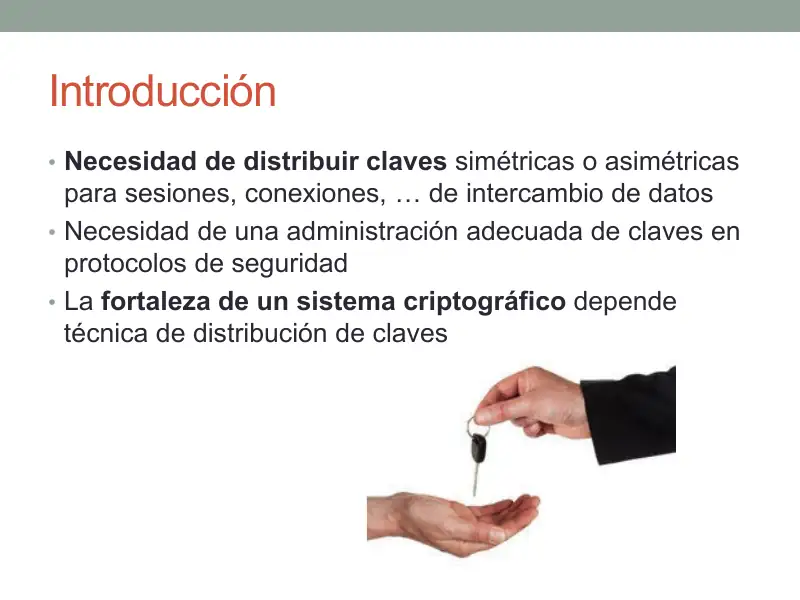 Introducción
• Necesidad de distribuir claves simétricas o asimétricas
para sesiones, conexiones, … de intercambio de datos
• Necesidad de una administración adecuada de claves en
protocolos de seguridad
• La fortaleza de un sistema criptográfico depende
técnica de distribución de claves